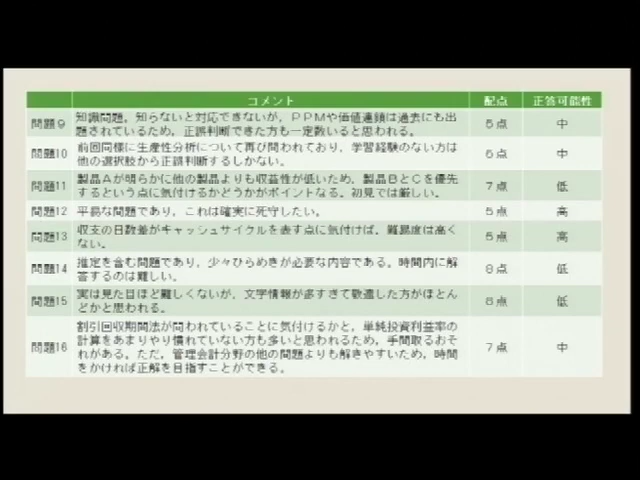 コメント 配点 正答可能性
問題9 知識問題。知らないと対応できないが、PPMや価値連鎖は過去にも出
題されているため、正誤判断できた方も一定数いると思われる。 5点 中
問題10 前回同様に生産性分析について再び問われており、学習経験のない方は
他の選択肢から正誤判断するしかない。 中
問題11 製品Aが明らかに他の製品よりも収益性が低いため、製品BとCを優先
するという点に気付けるかどうかがポイントなる。初見では厳しい。 7点 低
問題12 平易な問題であり、これは確実に死守したい。 5点 高
問題13 収支の日数差がキャッシュサイクルを表す点に気付けば、難易度は高く
ない。 高
問題14 推定を含む問題であり、少々ひらめきが必要な内容である。時間内に解
答するのは難しい。 8点 低
問題15 実は見た目ほど難しくないが、文字情報が多すぎて敬遠した方がほとん
どかと思われる。 低
問題16 割引回収期間法が問われていることに気付けるかと、単純投資利益率の
計算をあまりやり慣れていない方も多いと思われるため、手間取るおそ
れがある。ただ、管理会計分野の他の問題よりも解きやすいため、時間
をかければ正解を目指すことができる。 7点 中